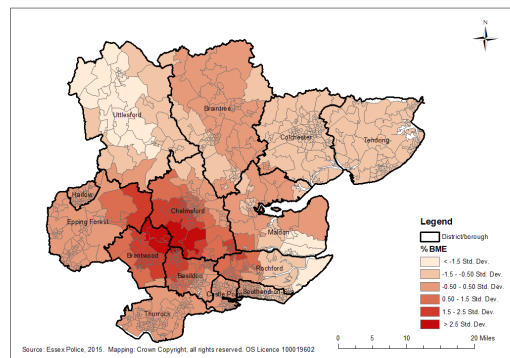 N
Uttlesford
Braintree
Colchester
Tendring
Harlow
Epping Forest
Chelmsford
Maldon
Brentwood
Basildon
Rochford
Castle Point
Southend-on-Sea
Thurrock
Legend
District/borough
% BME
< -1.5 Std. Dev.
-1.5 - -0.50 Std. Dev.
-0.50 - 0.50 Std. Dev.
0.50 - 1.5 Std. Dev.
1.5 - 2.5 Std. Dev.
> 2.5 Std. Dev.
0 5 10 20 Miles
Source: Essex Police, 2015. Mapping: Crown Copyright, all rights reserved. OS Licence 100019602